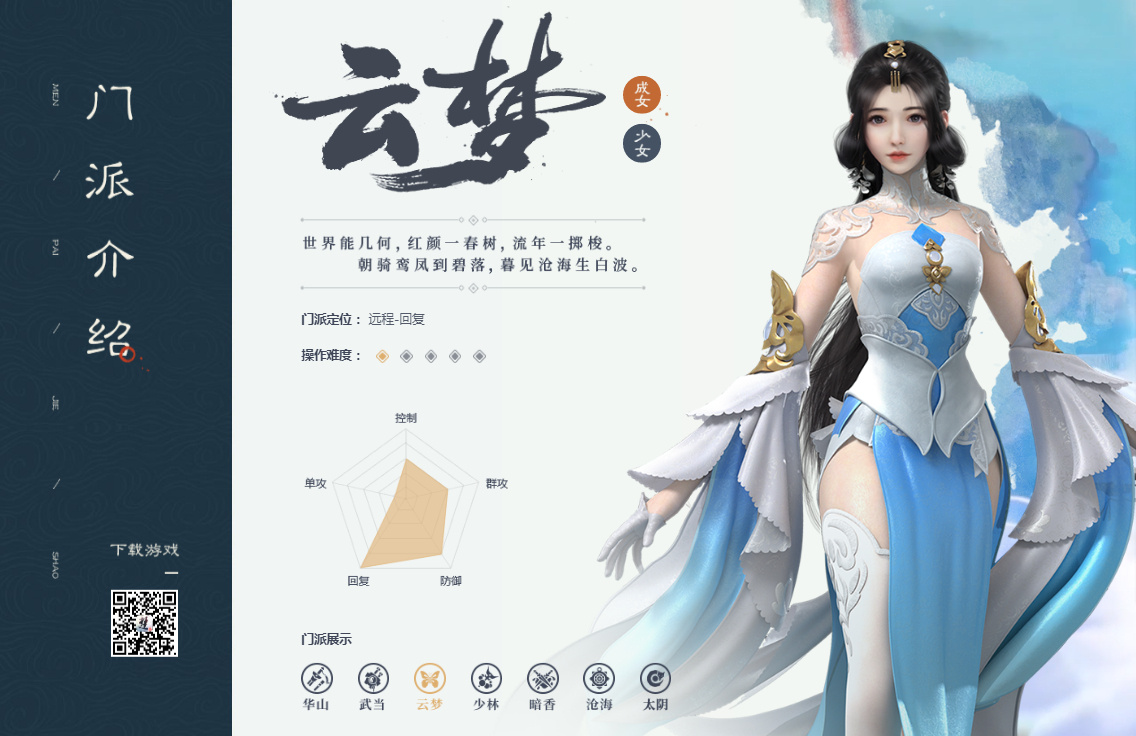 门派介绍
MEN / PAI / JIE / SHAO
下载游戏
云梦
成女
少女
世界能几何，红颜一春树，流年一掷梭。
朝骑鸾凤到碧落，暮见沧海生白波。
门派定位：远程-回复
操作难度：
控制
单攻
群攻
回复
防御
门派展示
华山 武当 云梦 少林 暗香 沧海 太阴